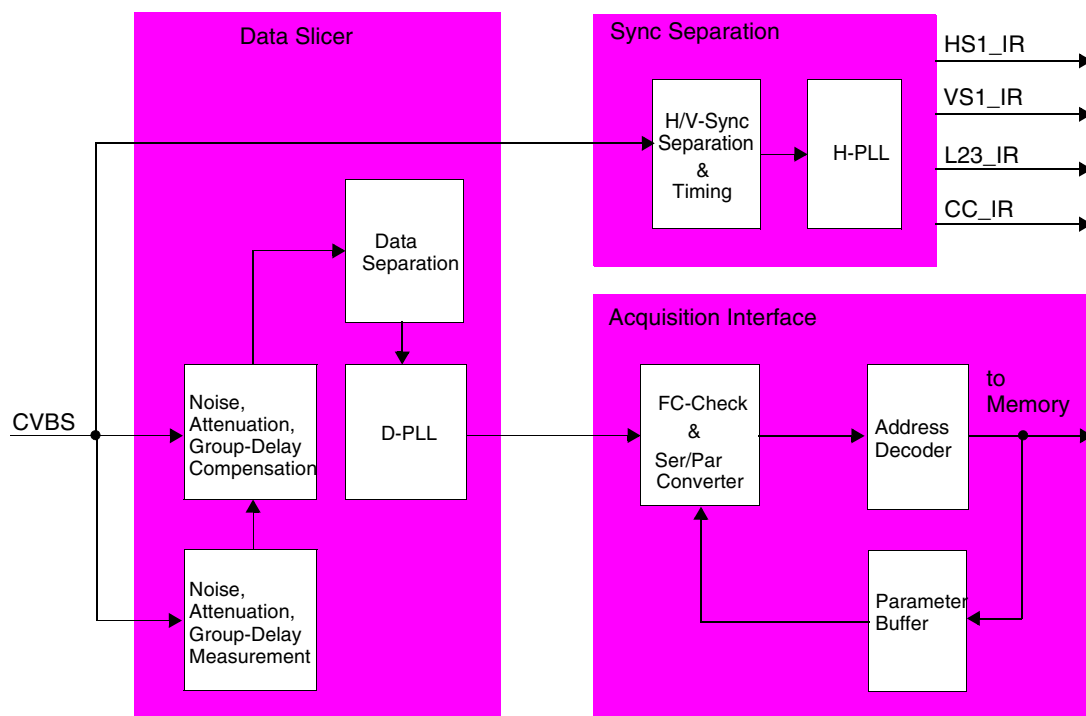 Data Slicer
Sync Separation
HS1_IR
VS1_IR
L23_IR
CC_IR
H/V-Sync
Separation
&
Timing
H-PLL
Data
Separation
CVBS
Noise,
Attenuation,
Group-Delay
Compensation
D-PLL
Noise,
Attenuation,
Group-Delay
Measurement
Acquisition Interface
FC-Check
&
Ser/Par
Converter
Address
Decoder
to
Memory
Parameter
Buffer